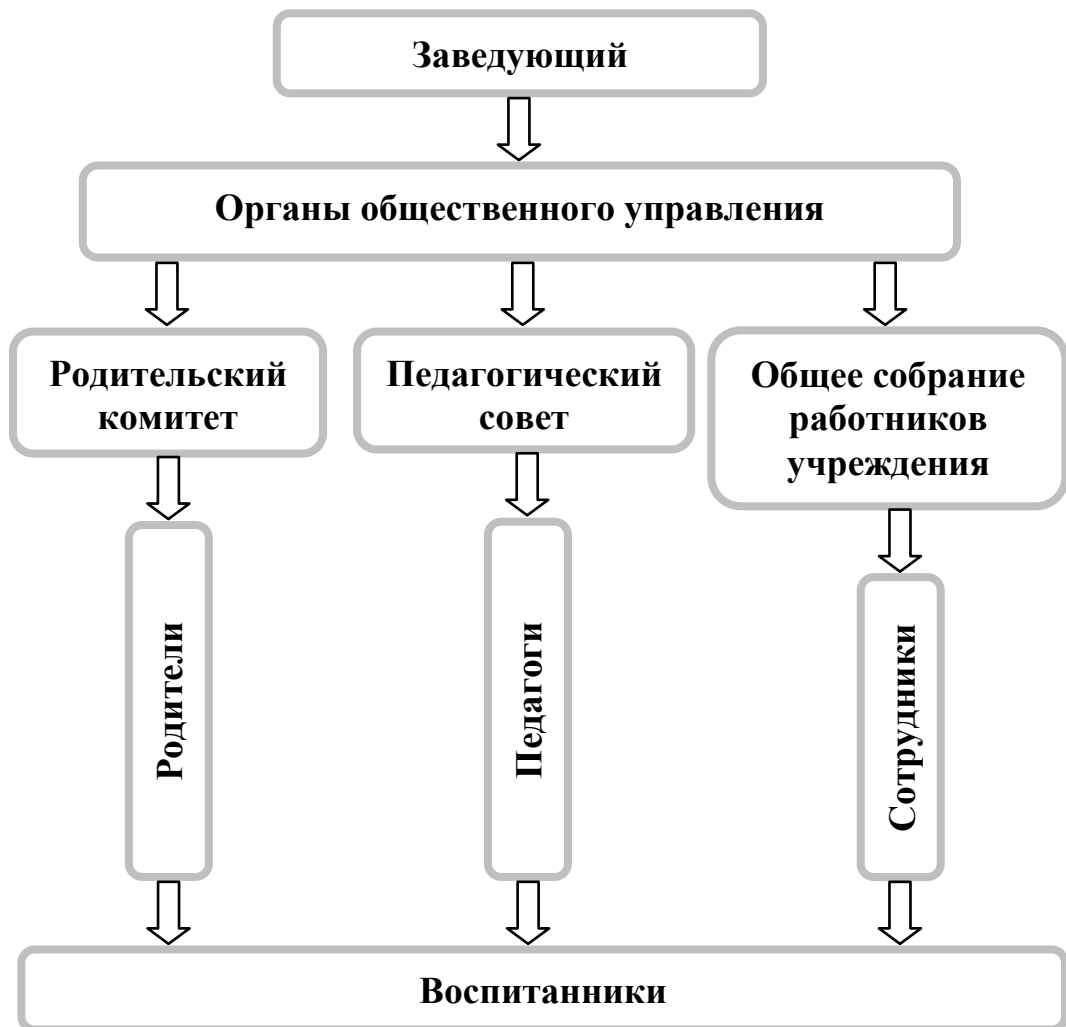 Заведующий
Органы общественного управления
Родительский
комитет
Педагогический
совет
Общее собрание
работников
учреждения
Родители
Педагоги
Сотрудники
Воспитанники